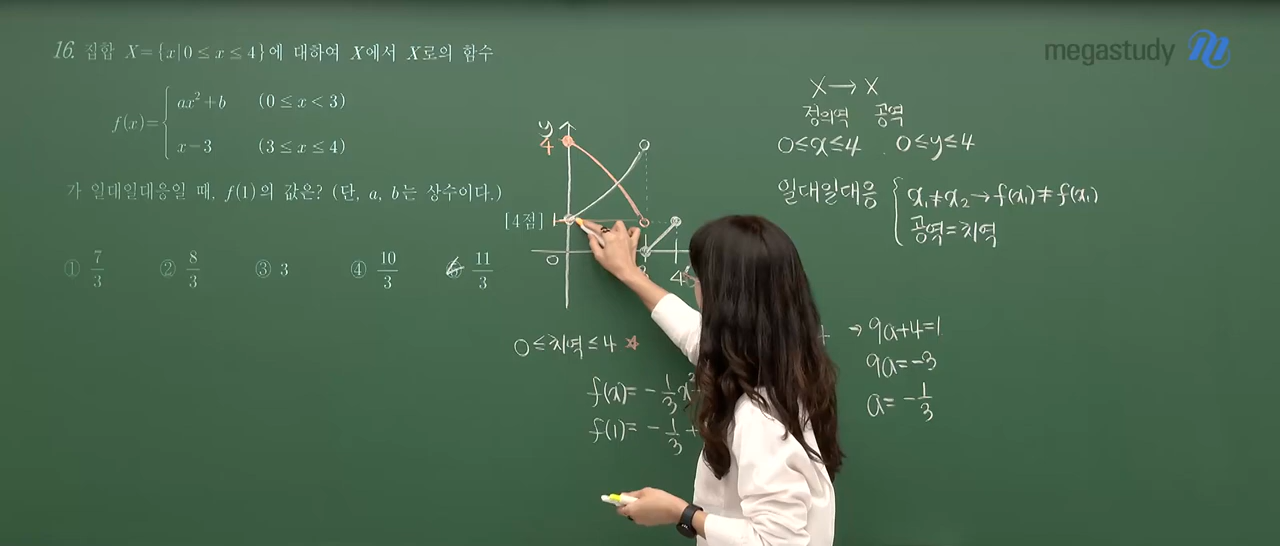 megastudy
16. 집합 X={x|0≤x≤4}에 대하여 X에서 X로의 함수
f(x)={ ax²+b (0≤x<3)
x-3 (3≤x≤4)
가 일대일대응일 때, f(1)의 값은? (단, a, b는 상수이다.)
[4점]
① 7/3 ② 8/3 ③ 3 ④ 10/3 ⑤ 11/3
y
4
1
0
4
0≤치역≤4
f(x)= -1/3x²
f(1)= -1/3+
X→X
정의역 공역
0≤x≤4 . 0≤y≤4
일대일대응 { x₁≠x₂→f(x₁)≠f(x₁)
공역=치역
→9a+4=1
9a=-3
a=-1/3